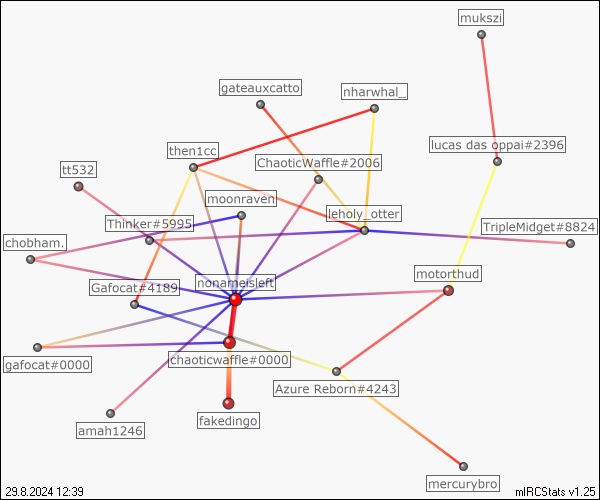 mukszi
gateauxcatto
nharwhal_
lucas das oppai#2396
then1cc
ChaoticWaffle#2006
tt532
moonraven
leholy_otter
Thinker#5995
TripleMidget#8824
chobham.
motorthud
nonameisleft
Gafocat#4189
gafocat#0000
chaoticwaffle#0000
Azure Reborn#4243
amah1246
fakedingo
mercurybro
29.8.2024 12:39
mIRCStats v1.25